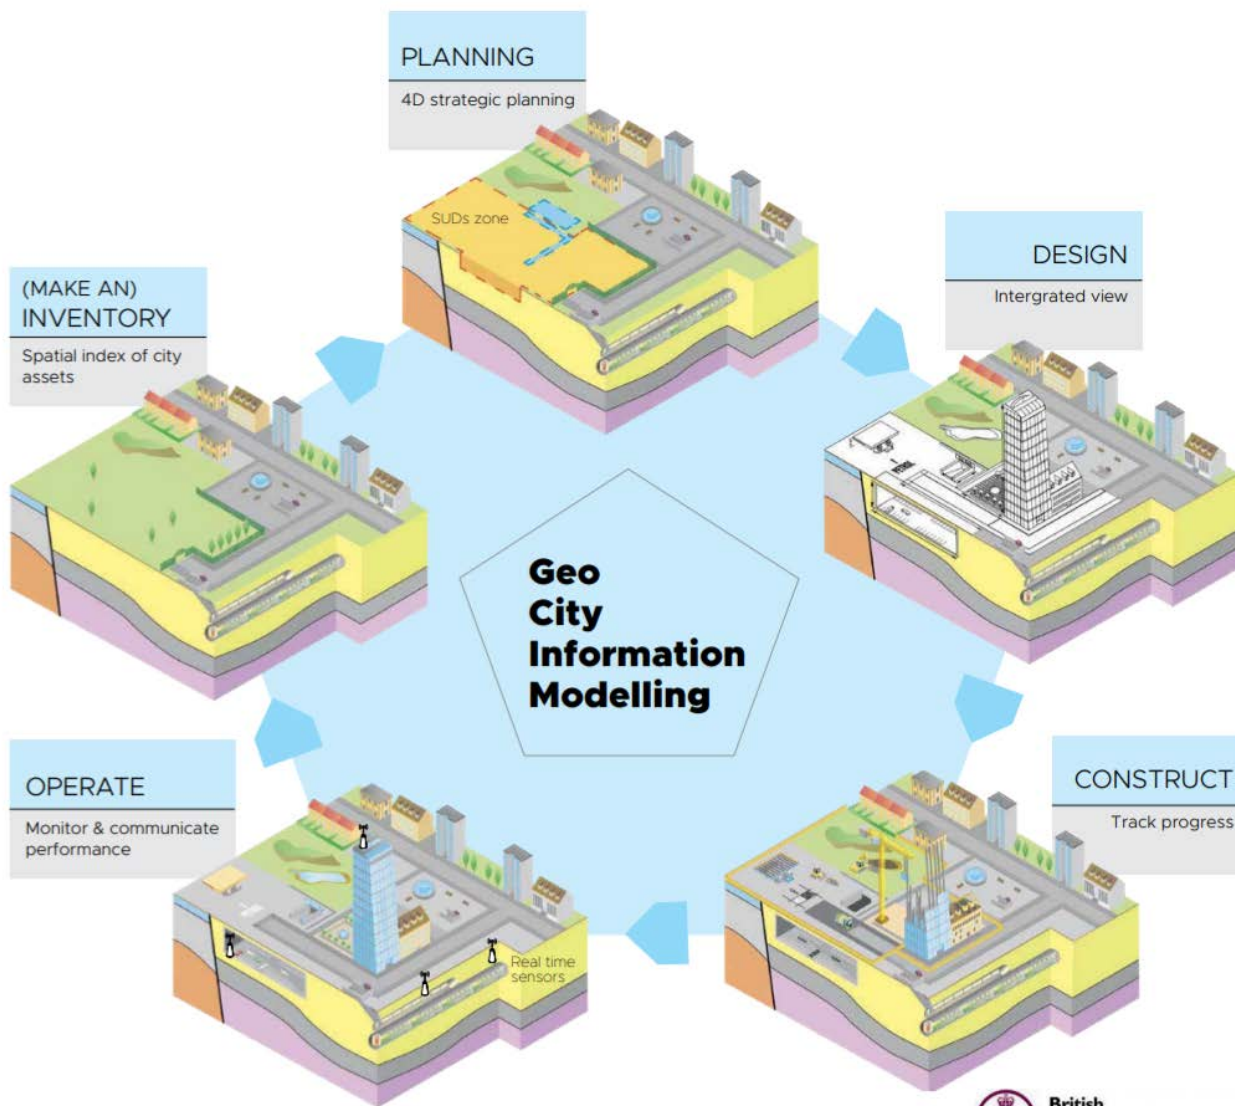 PLANNING
4D strategic planning
SUDs zone
DESIGN
Intergrated view
(MAKE AN)
INVENTORY
Spatial index of city
assets
Geo
City
Information
Modelling
OPERATE
Monitor & communicate
performance
Real time
sensors
CONSTRUCT
Track progress
British